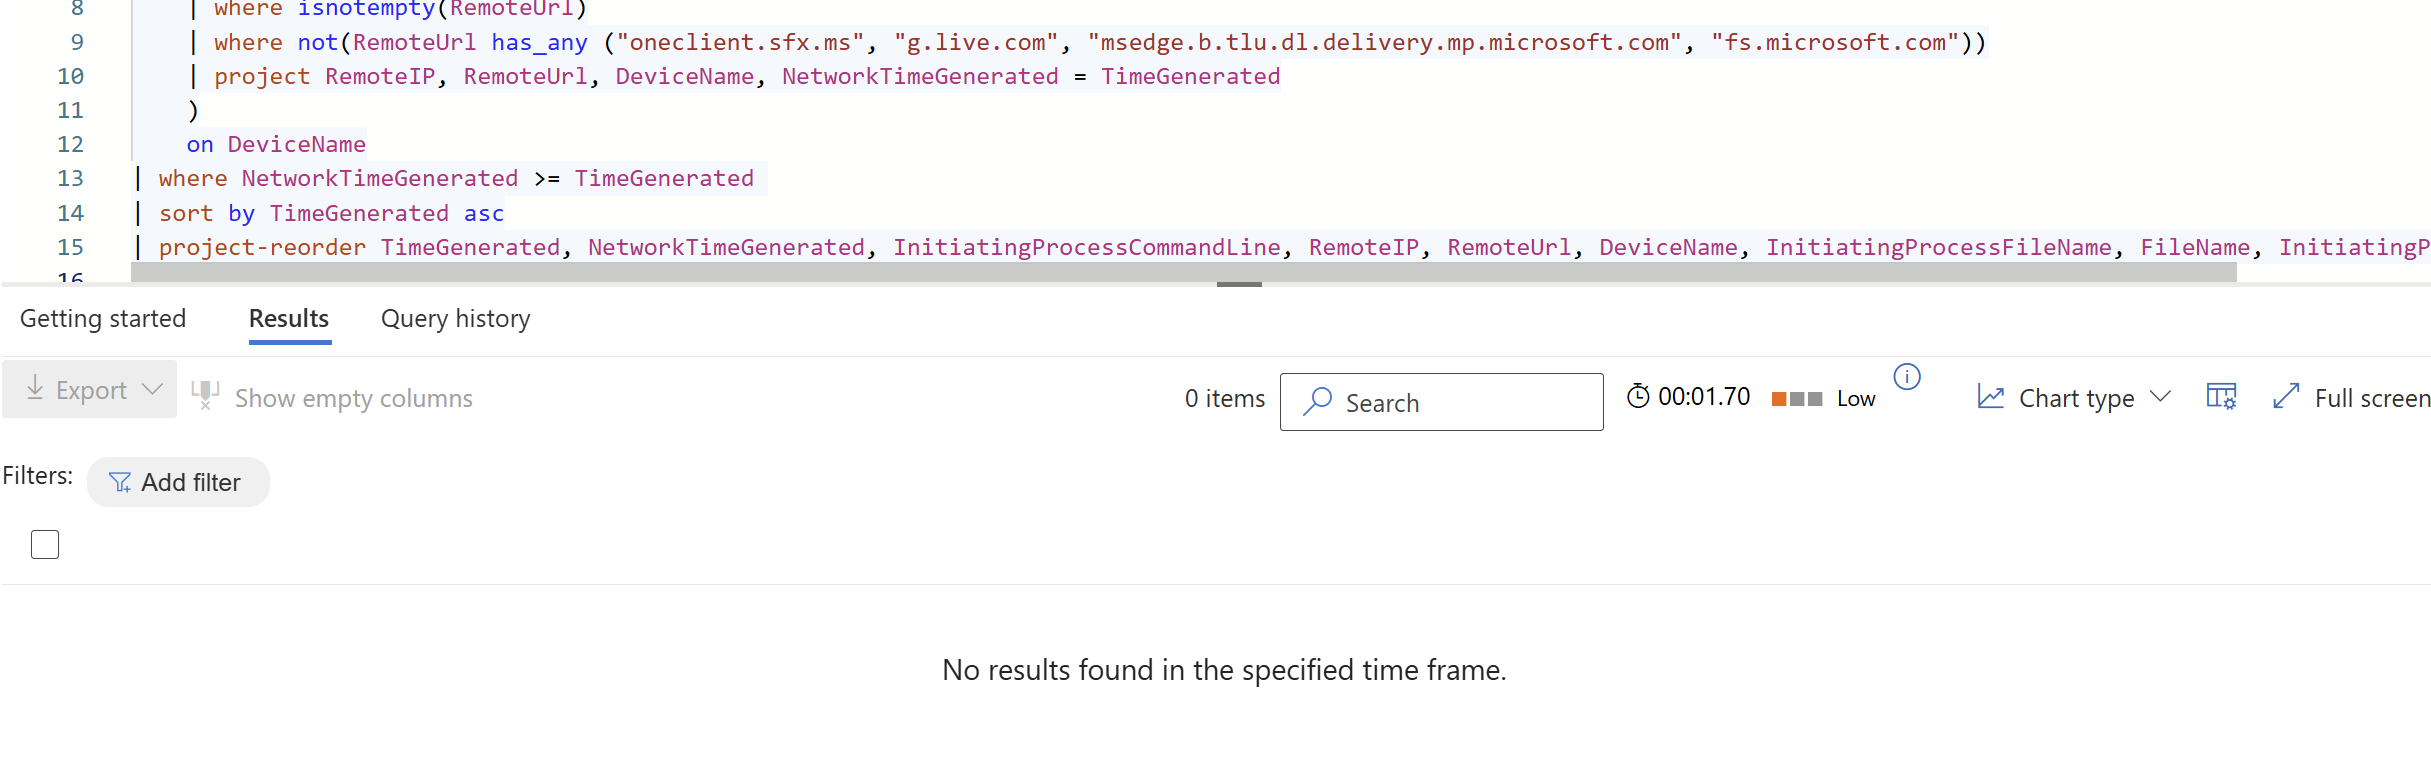 8 | where isnotempty(RemoteUrl)
9 | where not(RemoteUrl has_any ("oneclient.sfx.ms", "g.live.com", "msedge.b.tlu.dl.delivery.mp.microsoft.com", "fs.microsoft.com"))
10 | project RemoteIP, RemoteUrl, DeviceName, NetworkTimeGenerated = TimeGenerated
11 )
12 on DeviceName
13 | where NetworkTimeGenerated >= TimeGenerated
14 | sort by TimeGenerated asc
15 | project-reorder TimeGenerated, NetworkTimeGenerated, InitiatingProcessCommandLine, RemoteIP, RemoteUrl, DeviceName, InitiatingProcessFileName, FileName, InitiatingP
16
Getting started Results Query history
Export Show empty columns 0 items Search 00:01.70 Low Chart type Full screen
Filters: Add filter
No results found in the specified time frame.